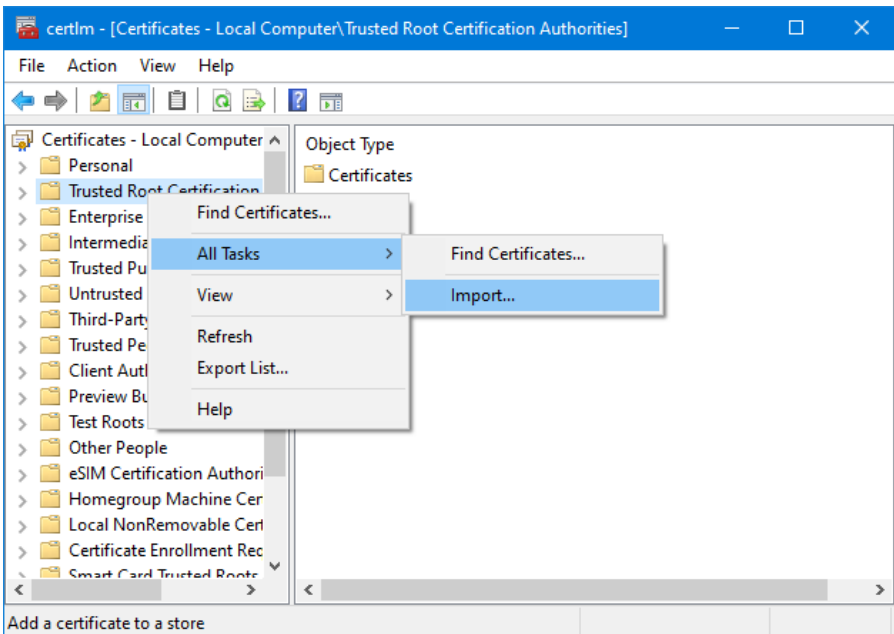 certlm - [Certificates - Local Computer\Trusted Root Certification Authorities]
File Action View Help
Certificates - Local Computer
Personal
Trusted Root Certification
Enterprise
Intermedia
Trusted Pu
Untrusted
Third-Party
Trusted Pe
Client Auth
Preview Bu
Test Roots
Other People
eSIM Certification Authori
Homegroup Machine Cer
Local NonRemovable Cert
Certificate Enrollment Req
Smart Card Trusted Roots
Object Type
Certificates
Find Certificates...
All Tasks
View
Refresh
Export List...
Help
Find Certificates...
Import...
Add a certificate to a store